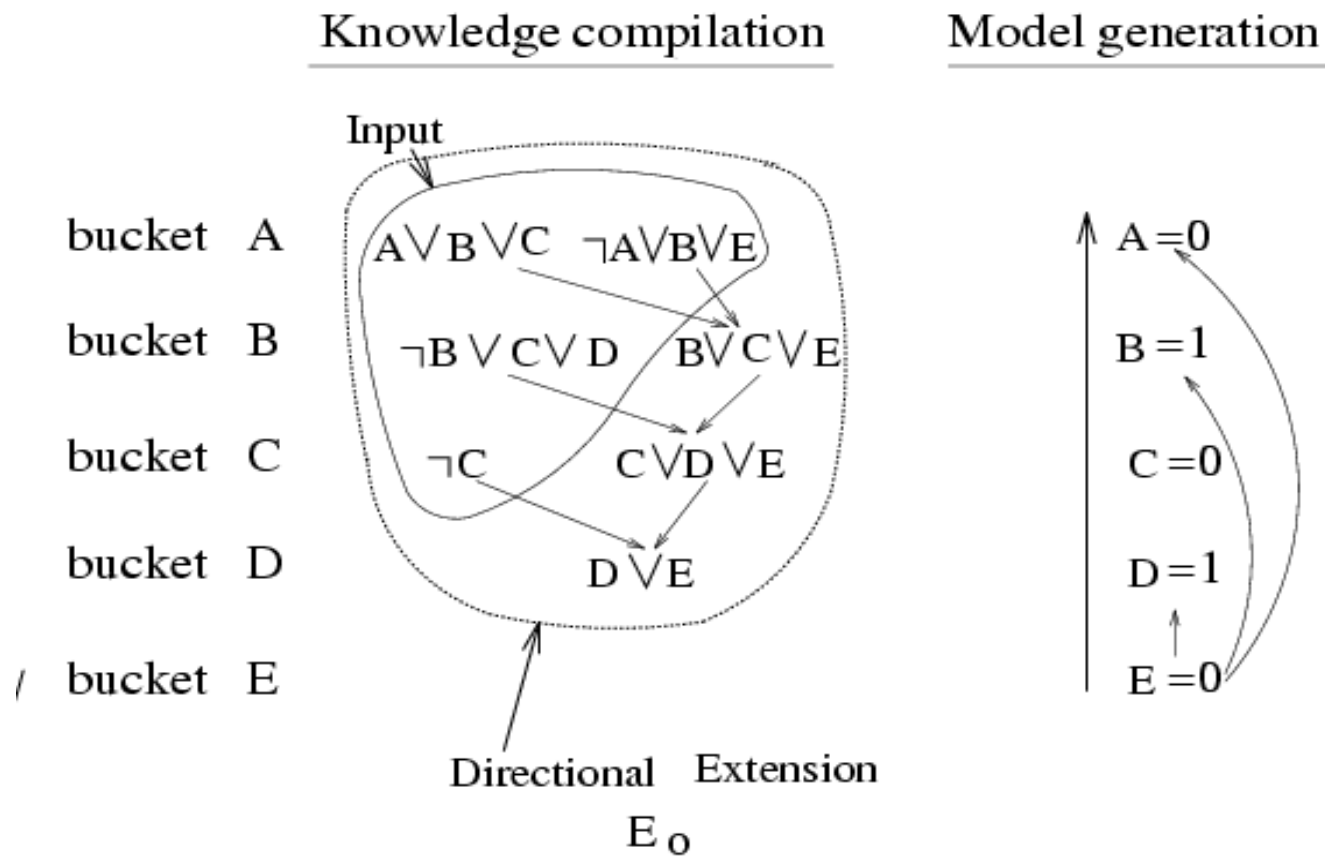 Knowledge compilation Model generation
Input
bucket A A∨B∨C ¬A∨B∨E A=0
bucket B ¬B∨C∨D B∨C∨E B=1
bucket C ¬C C∨D∨E C=0
bucket D D∨E D=1
bucket E E=0
Directional Extension
E o